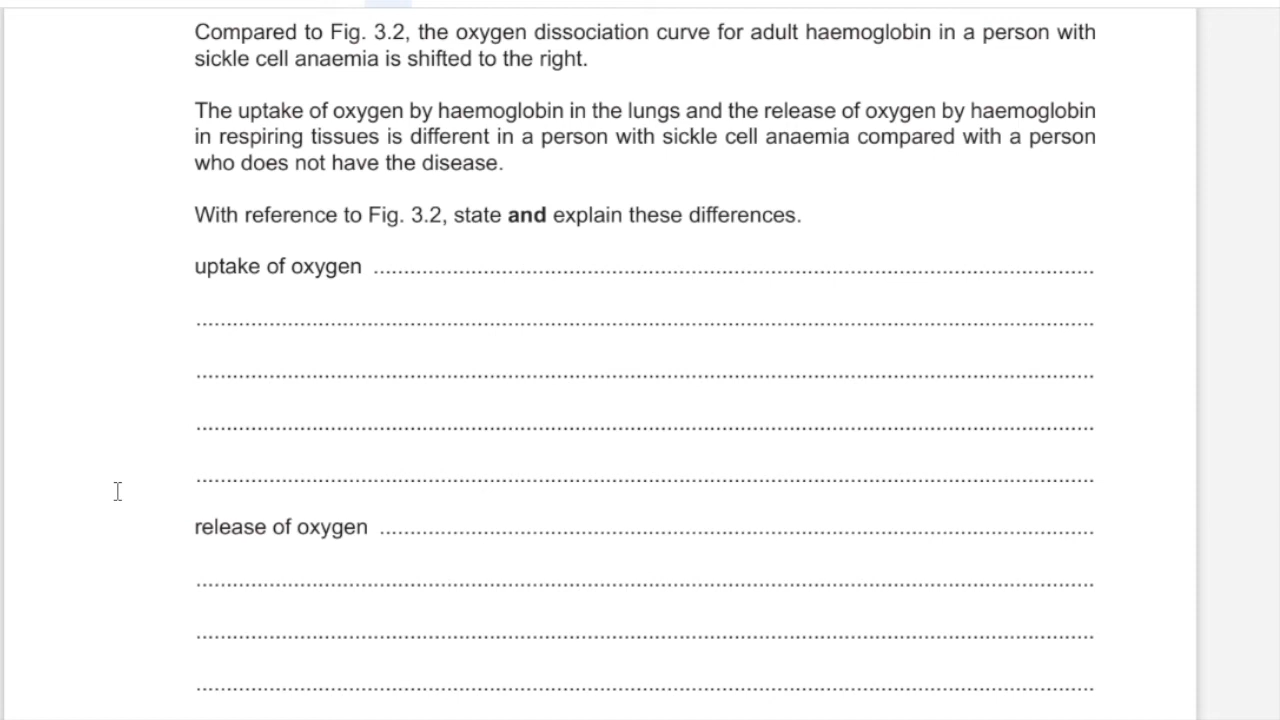 Compared to Fig. 3.2, the oxygen dissociation curve for adult haemoglobin in a person with
sickle cell anaemia is shifted to the right.
The uptake of oxygen by haemoglobin in the lungs and the release of oxygen by haemoglobin
in respiring tissues is different in a person with sickle cell anaemia compared with a person
who does not have the disease.
With reference to Fig. 3.2, state and explain these differences.
uptake of oxygen
release of oxygen